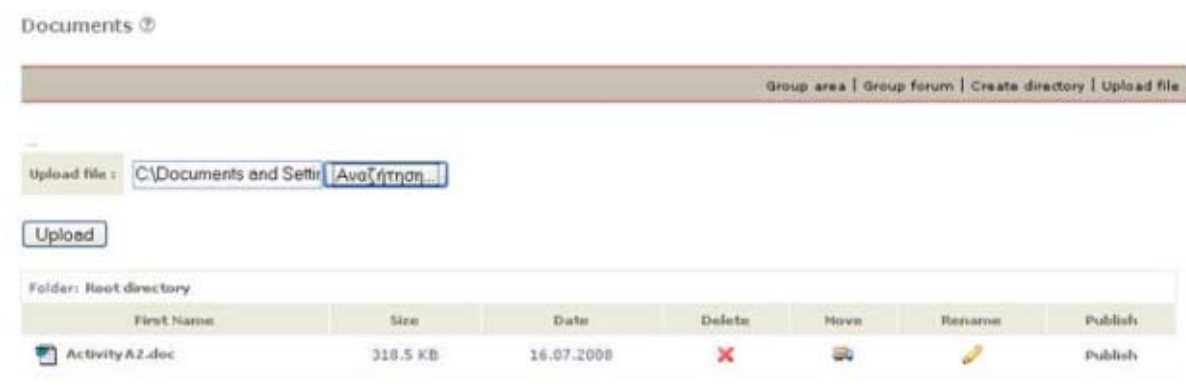 Documents
Group area | Group forum | Create directory | Upload file
Upload file :
C:\Documents and Settin
Αναζήτηση...
Upload
Folder: Root directory
First Name Size Date Delete Move Rename Publish
Activity A2.doc 318.5 KB 16.07.2008 Publish